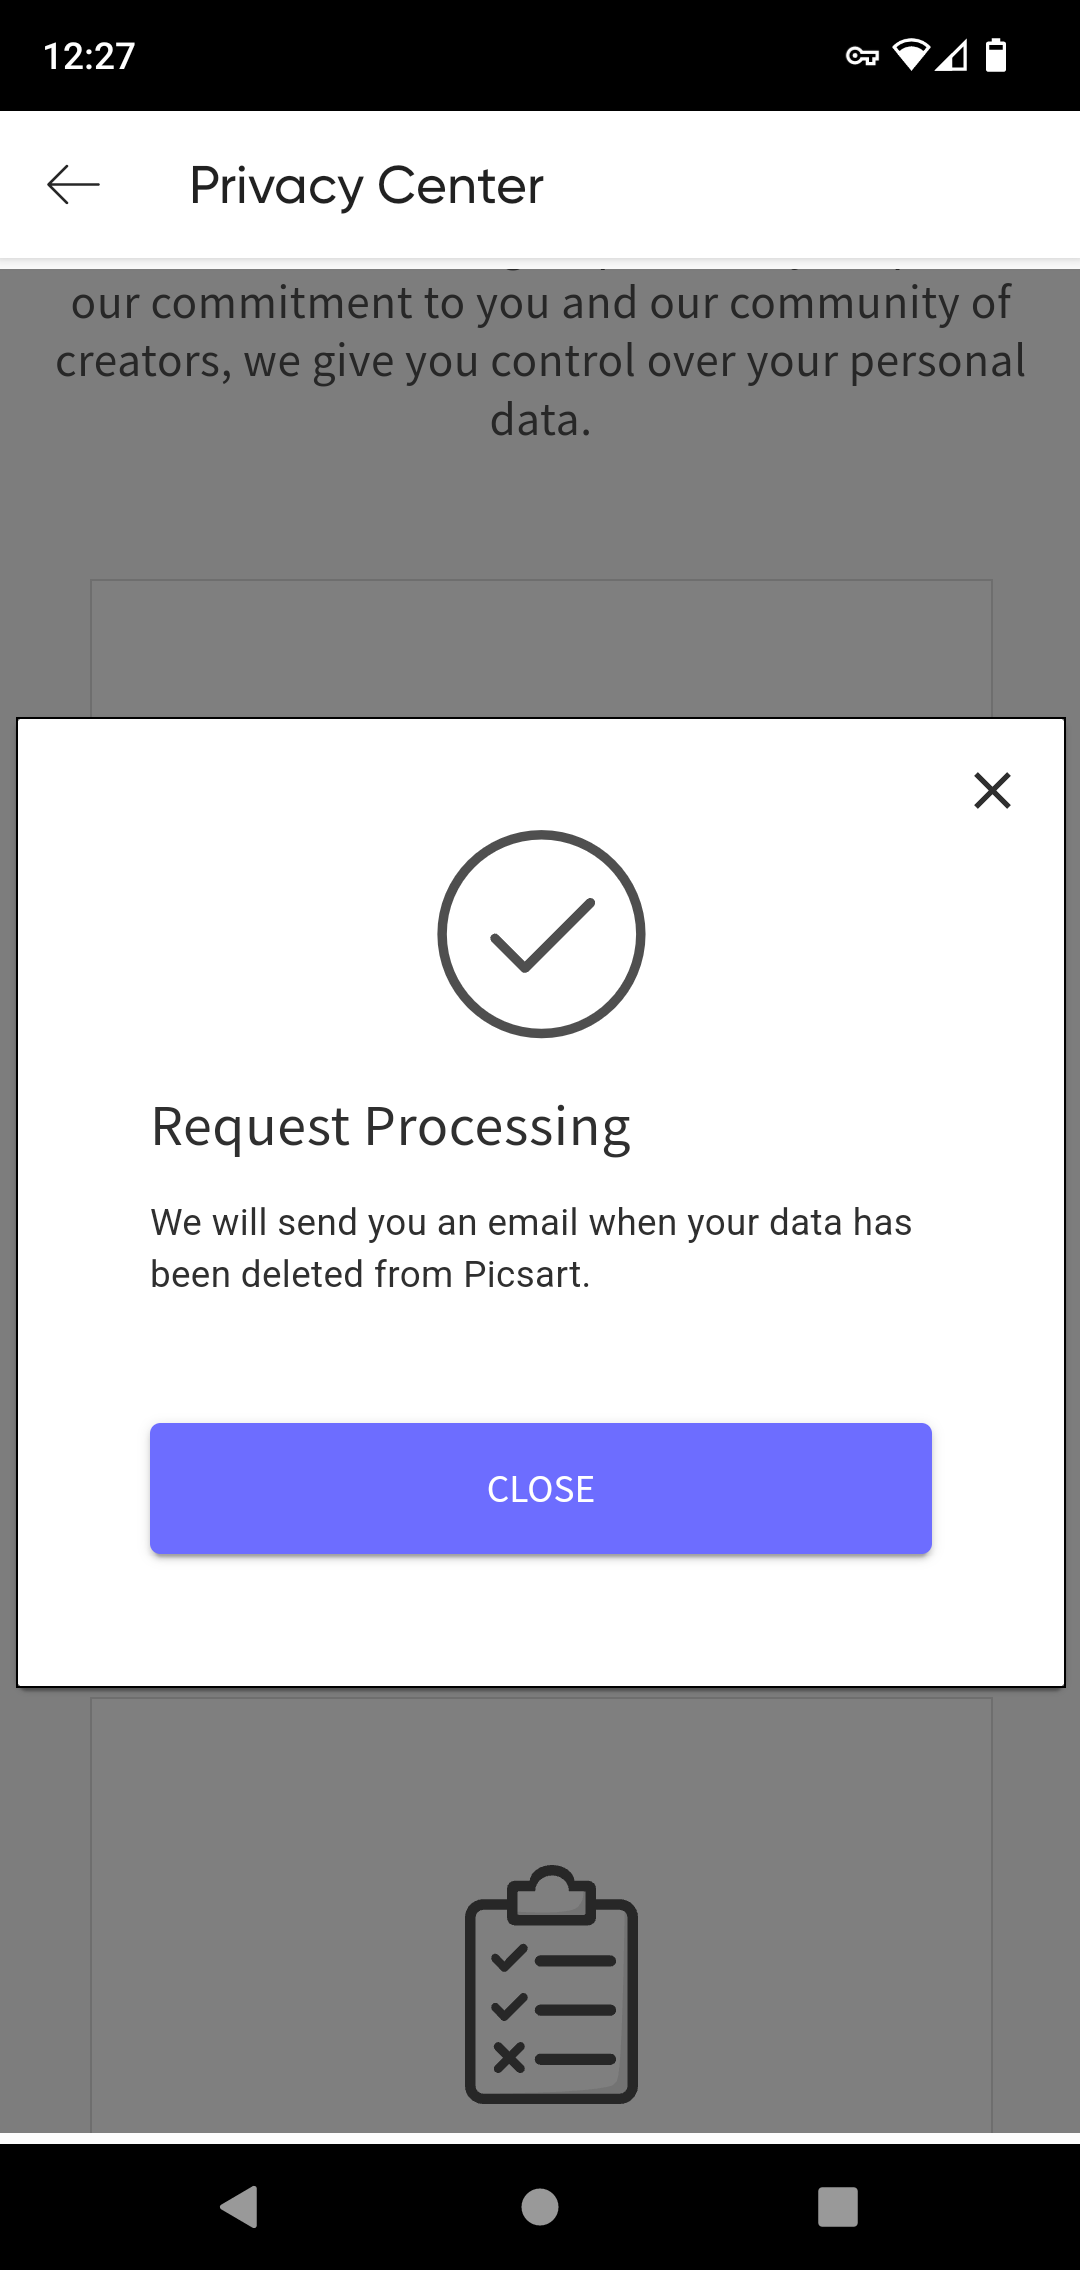 12:27
Privacy Center
our commitment to you and our community of
creators, we give you control over your personal
data.
Request Processing
We will send you an email when your data has
been deleted from Picsart.
CLOSE